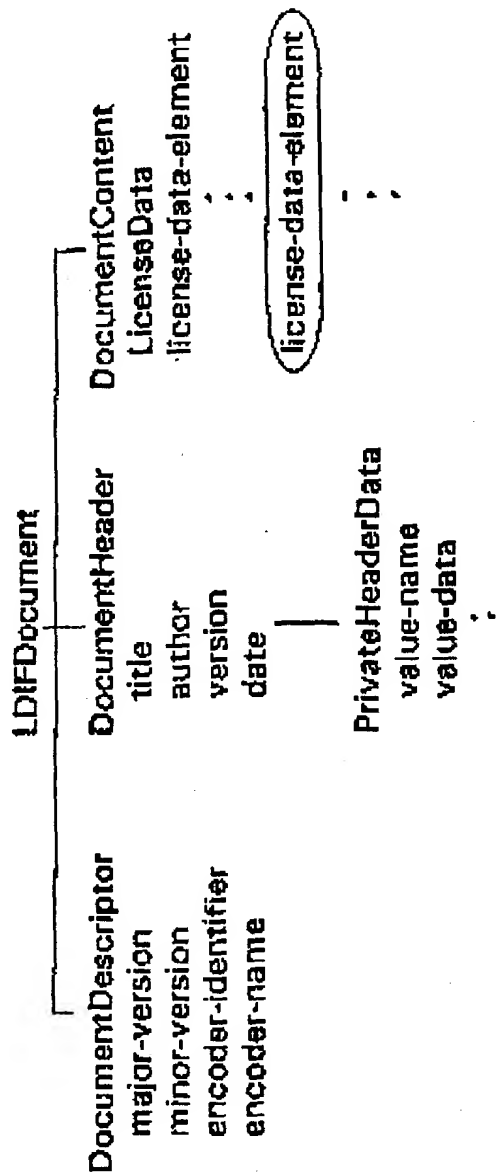 LDIFDocument
DocumentDescriptor
major-version
minor-version
encoder-identifier
encoder-name
DocumentHeader
title
author
version
date
PrivateHeaderData
value-name
value-data
DocumentContent
LicenseData
license-data-element
license-data-element